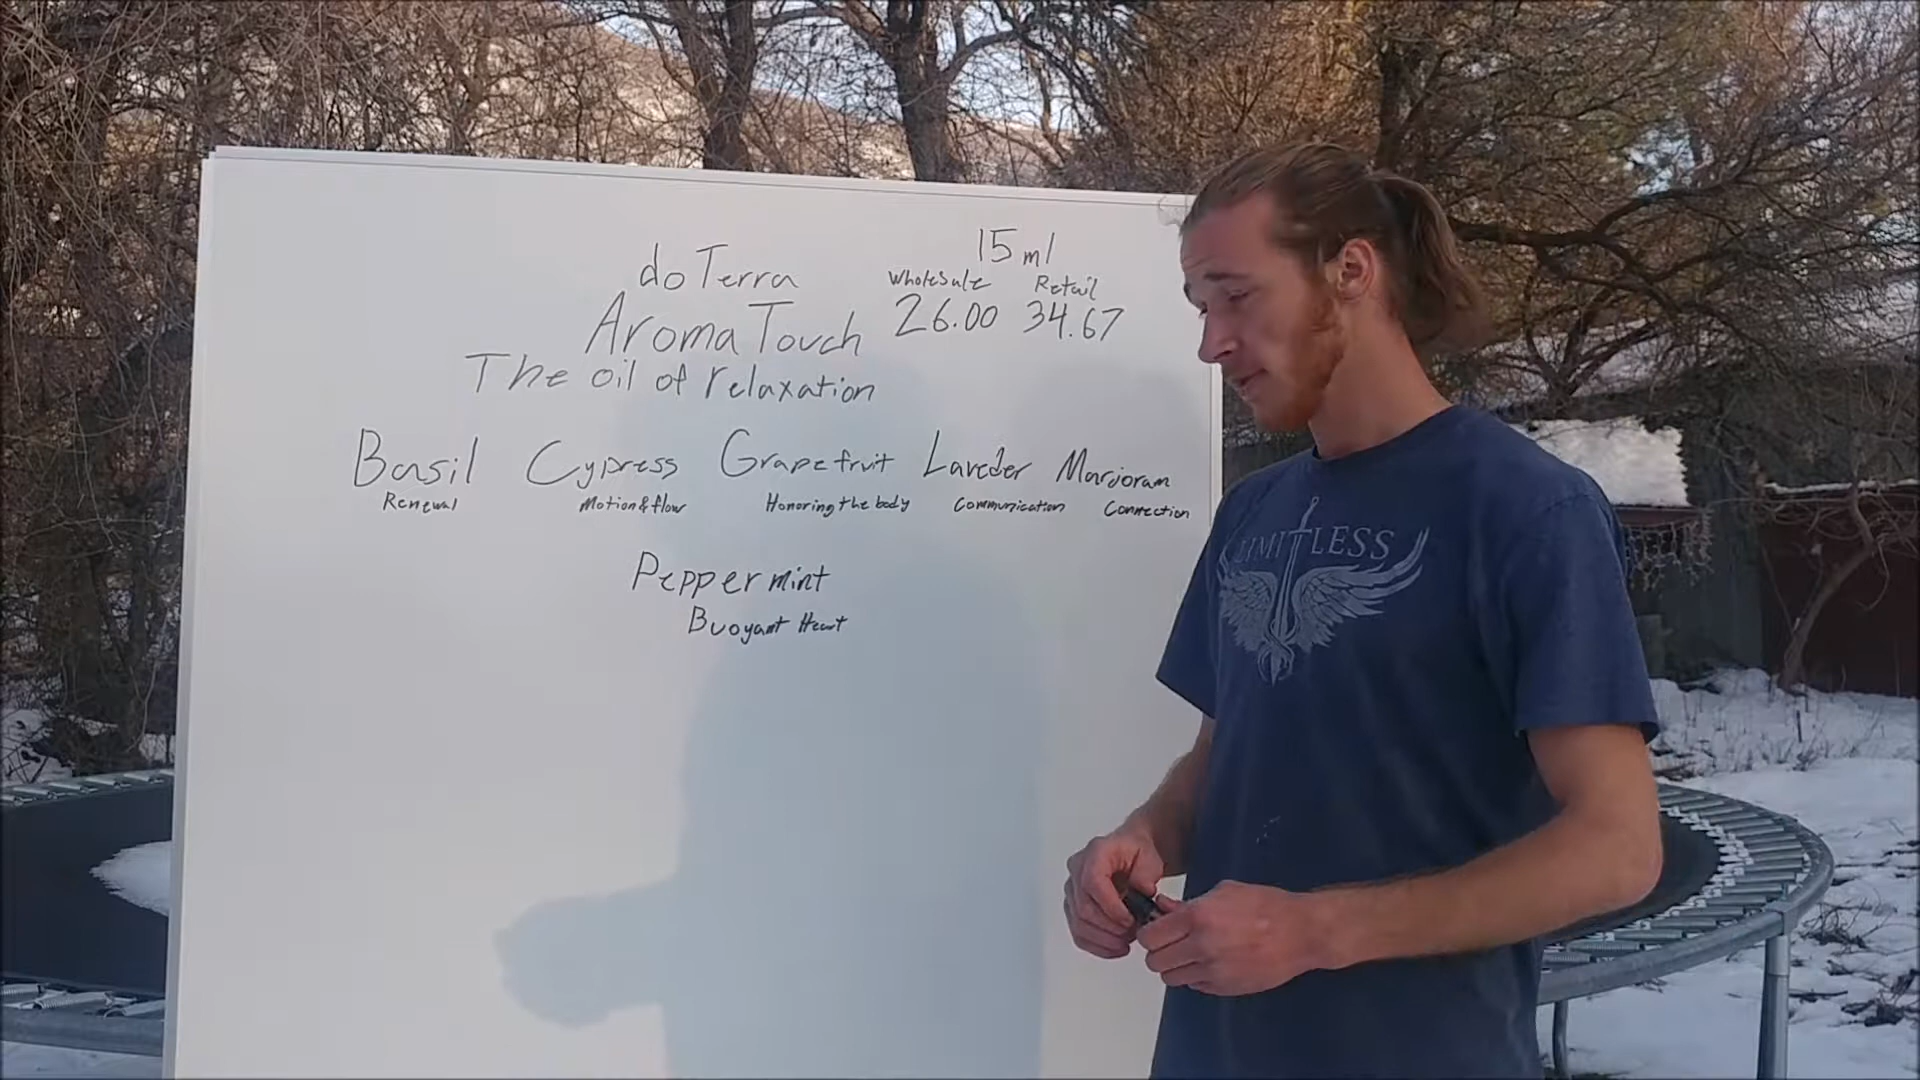 15 ml
doTerra
Wholesale Retail
26.00 34.67
AromaTouch
The oil of relaxation
Basil Cypress Grapefruit Laveder Marjoram
Renewal Motion & flow Honoring the body Communication Connection
Peppermint
Buoyant Heart
LIMITLESS